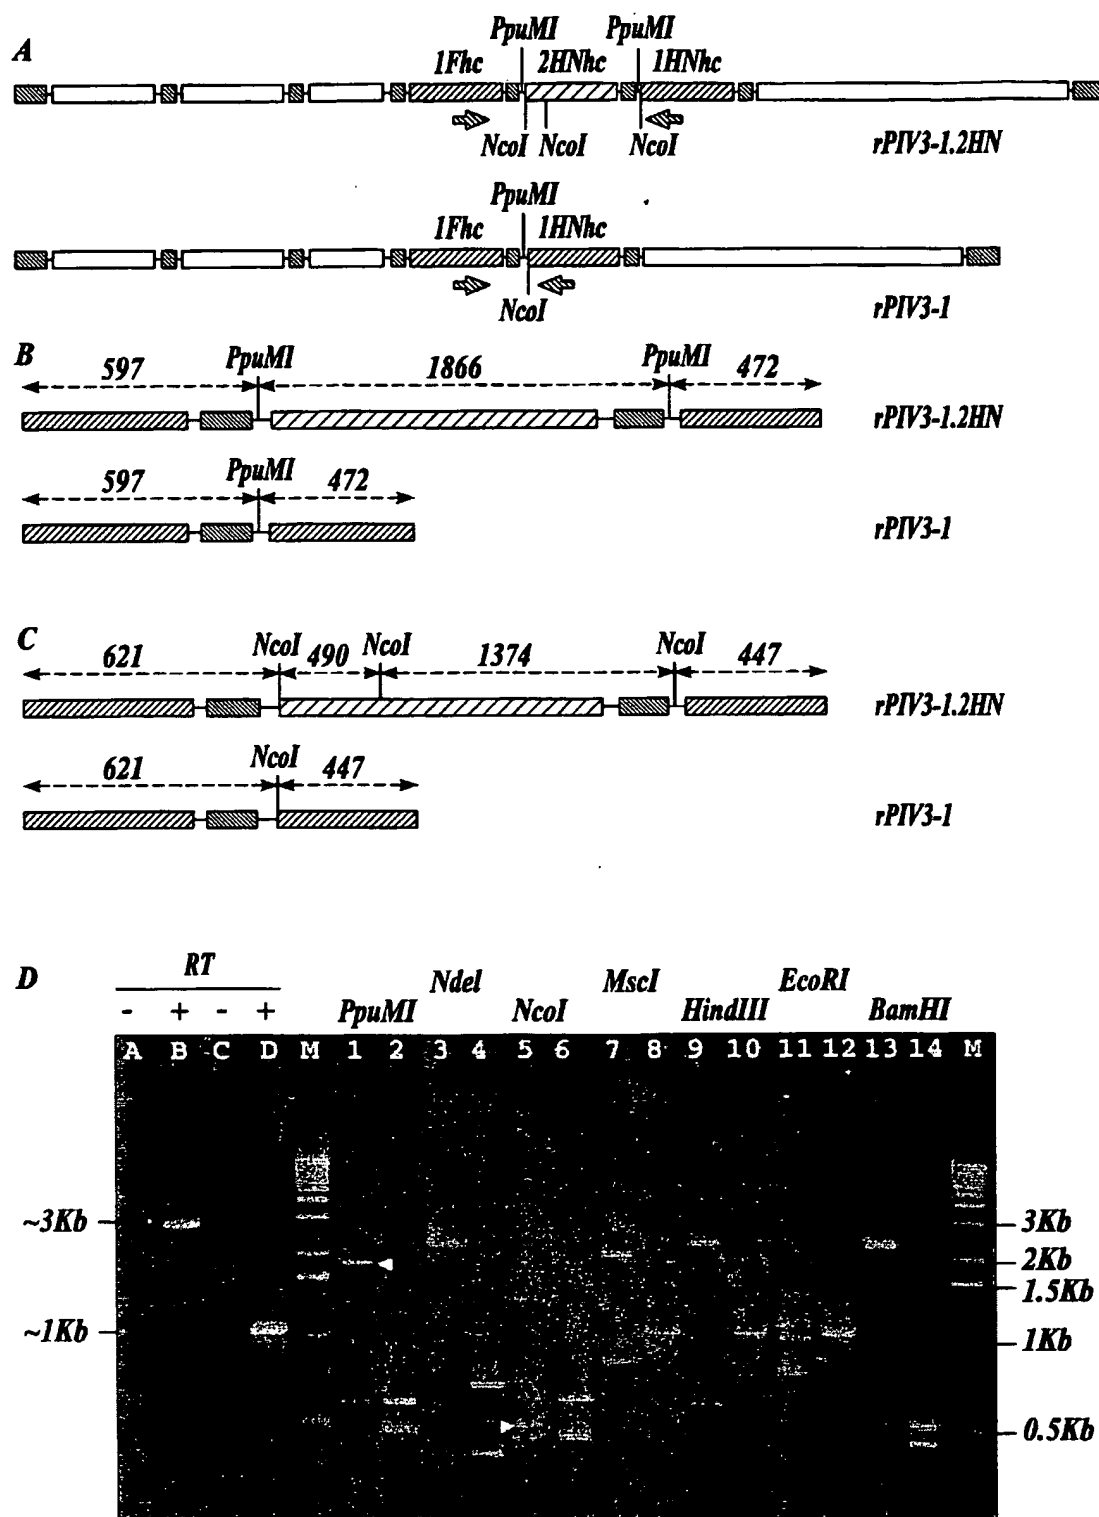 A
PpuMI PpuMI
1Fhc 2HNhc 1HNhc
NcoI NcoI NcoI
rPIV3-1.2HN
PpuMI
1Fhc 1HNhc
NcoI
rPIV3-1
B
597 PpuMI 1866 PpuMI 472
rPIV3-1.2HN
597 PpuMI 472
rPIV3-1
C
621 NcoI 490 NcoI 1374 NcoI 447
rPIV3-1.2HN
621 NcoI 447
rPIV3-1
D
RT NdeI MscI EcoRI
- + - + PpuMI NcoI HindIII BamHI
A B C D M 1 2 3 4 5 6 7 8 9 10 11 12 13 14 M
~3Kb 3Kb
2Kb
1.5Kb
~1Kb 1Kb
0.5Kb